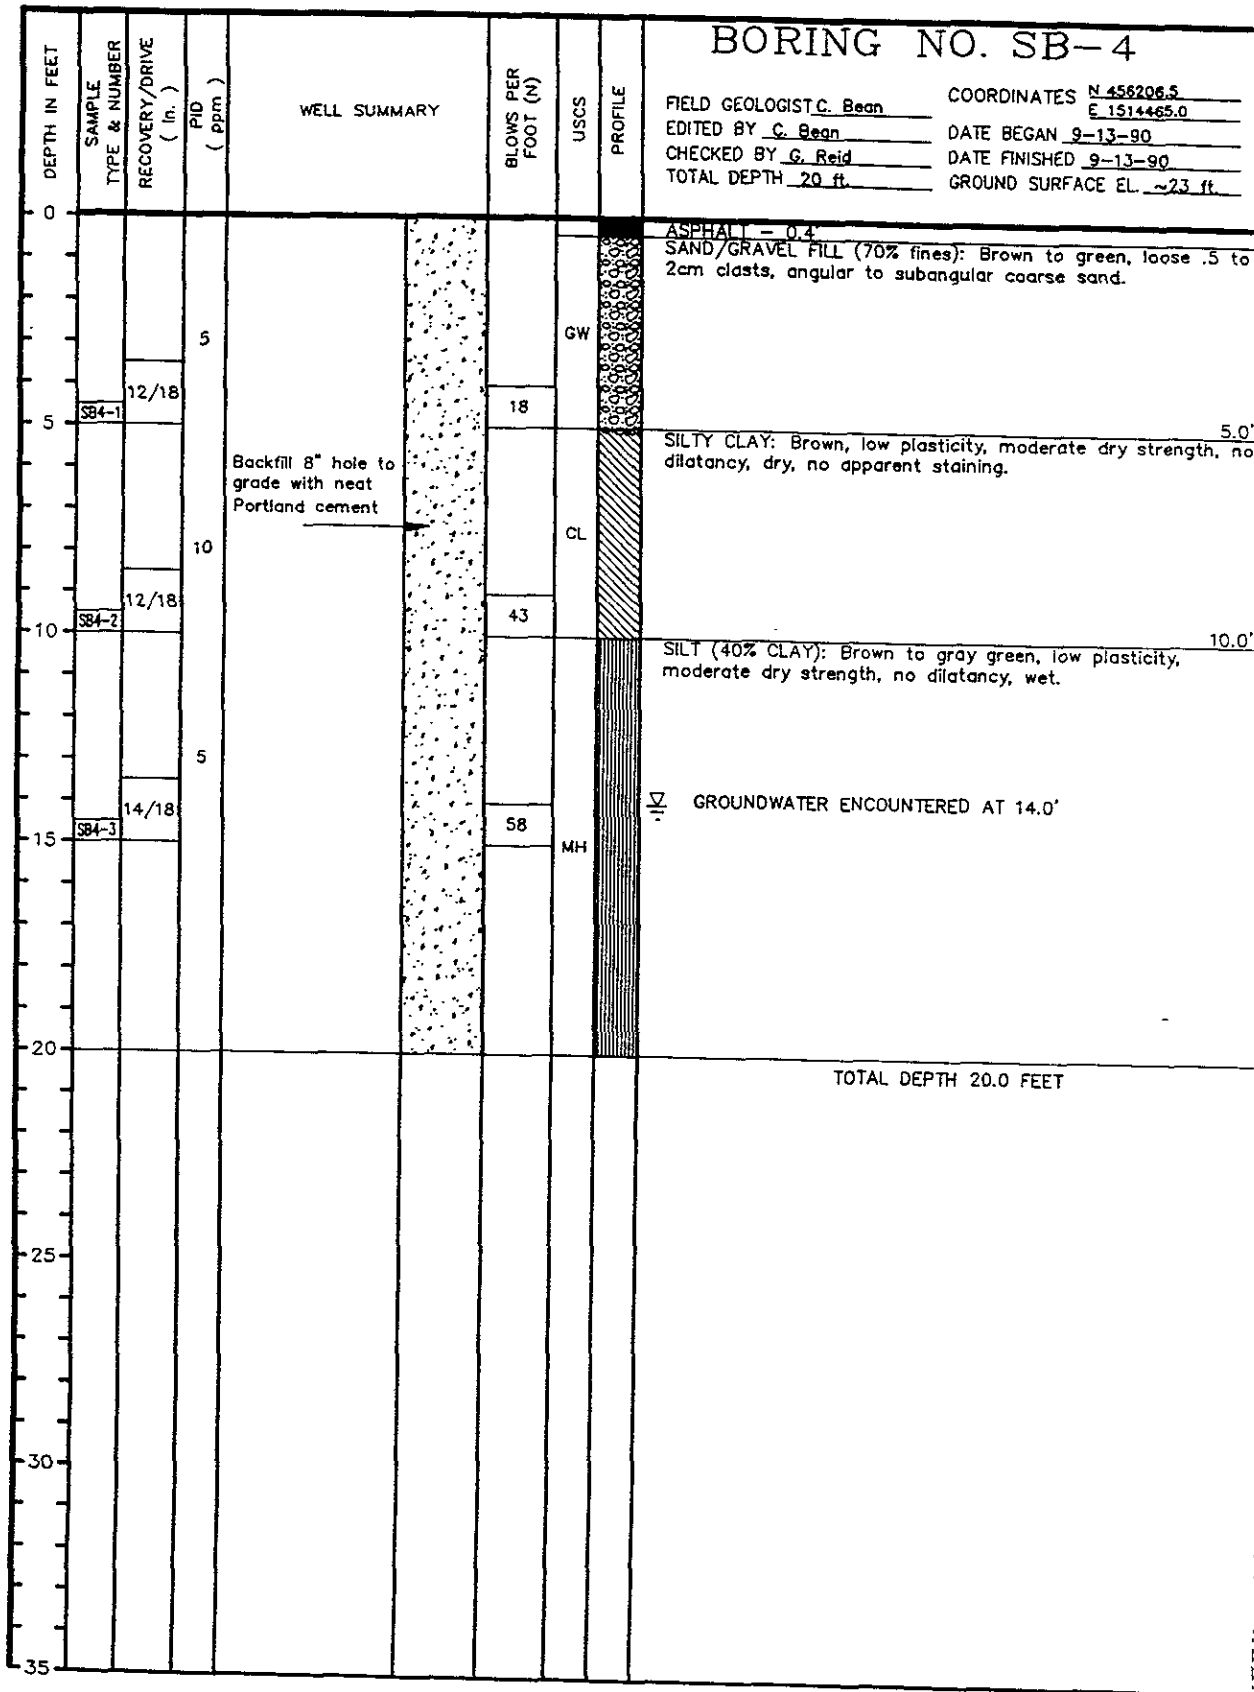 BORING NO. SB-4
DEPTH IN FEET
SAMPLE
TYPE & NUMBER
RECOVERY/DRIVE
( In. )
PID
( ppm )
WELL SUMMARY
BLOWS PER
FOOT (N)
USCS
PROFILE
FIELD GEOLOGIST C. Bean
EDITED BY C. Bean
CHECKED BY G. Reid
TOTAL DEPTH 20 ft.
COORDINATES N 456206.5
E 1514465.0
DATE BEGAN 9-13-90
DATE FINISHED 9-13-90
GROUND SURFACE EL. ~23 ft.
0
ASPHALT - 0.4'
SAND/GRAVEL FILL (70% fines): Brown to green, loose .5 to
2cm clasts, angular to subangular coarse sand.
5
GW
12/18
SB4-1
18
5
5.0'
SILTY CLAY: Brown, low plasticity, moderate dry strength, no
dilatancy, dry, no apparent staining.
Backfill 8" hole to
grade with neat
Portland cement
CL
10
12/18
SB4-2
43
10
10.0'
SILT (40% CLAY): Brown to gray green, low plasticity,
moderate dry strength, no dilatancy, wet.
5
14/18
SB4-3
58
GROUNDWATER ENCOUNTERED AT 14.0'
15
MH
20
TOTAL DEPTH 20.0 FEET
25
30
35